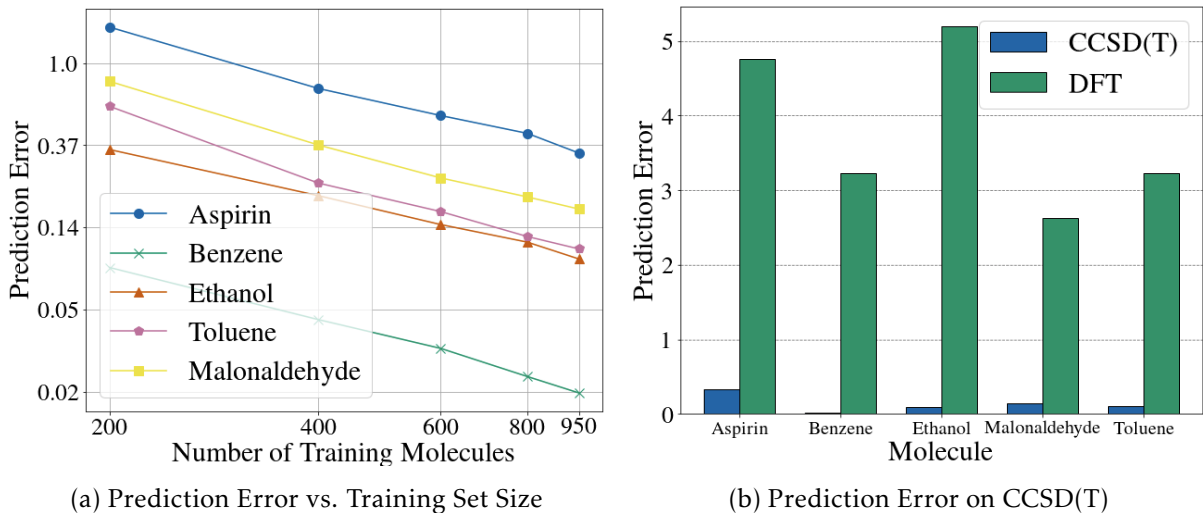 1.0
0.37
0.14
0.05
0.02
Prediction Error
Aspirin
Benzene
Ethanol
Toluene
Malonaldehyde
200
400
600
800
950
Number of Training Molecules
(a) Prediction Error vs. Training Set Size
5
4
3
2
1
0
Prediction Error
CCSD(T)
DFT
Aspirin
Benzene
Ethanol
Malonaldehyde
Toluene
Molecule
(b) Prediction Error on CCSD(T)